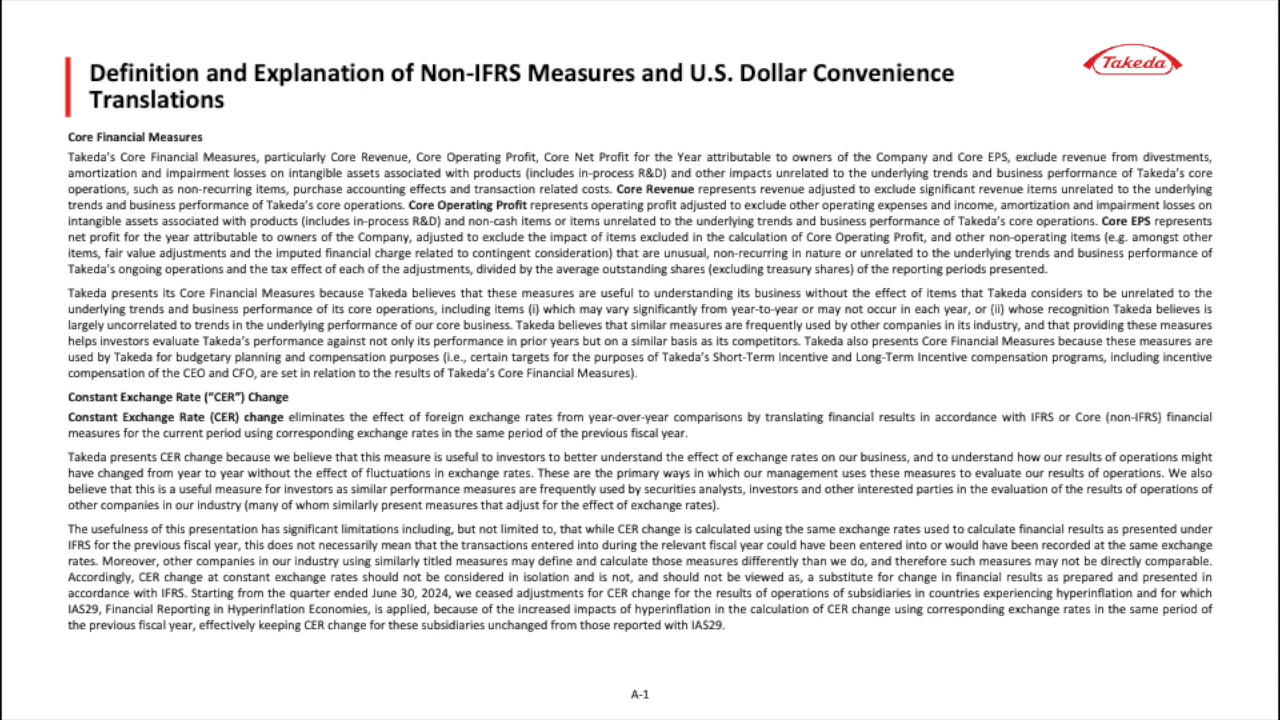 Definition and Explanation of Non-IFRS Measures and U.S. Dollar Convenience
Translations
Takeda
Core Financial Measures
Takeda's Core Financial Measures, particularly Core Revenue, Core Operating Profit, Core Net Profit for the Year attributable to owners of the Company and Core EPS, exclude revenue from divestments,
amortization and impairment losses on intangible assets associated with products (includes in-process R&D) and other impacts unrelated to the underlying trends and business performance of Takeda's core
operations, such as non-recurring items, purchase accounting effects and transaction related costs. Core Revenue represents revenue adjusted to exclude significant revenue items unrelated to the underlying
trends and business performance of Takeda's core operations. Core Operating Profit represents operating profit adjusted to exclude other operating expenses and income, amortization and impairment losses on
intangible assets associated with products (includes in-process R&D) and non-cash items or items unrelated to the underlying trends and business performance of Takeda's core operations. Core EPS represents
net profit for the year attributable to owners of the Company, adjusted to exclude the impact of items excluded in the calculation of Core Operating Profit, and other non-operating items (e.g. amongst other
items, fair value adjustments and the imputed financial charge related to contingent consideration) that are unusual, non-recurring in nature or unrelated to the underlying trends and business performance of
Takeda's ongoing operations and the tax effect of each of the adjustments, divided by the average outstanding shares (excluding treasury shares) of the reporting periods presented.
Takeda presents its Core Financial Measures because Takeda believes that these measures are useful to understanding its business without the effect of items that Takeda considers to be unrelated to the
underlying trends and business performance of its core operations, including items (i) which may vary significantly from year-to-year or may not occur in each year, or (ii) whose recognition Takeda believes is
largely uncorrelated to trends in the underlying performance of our core business. Takeda believes that similar measures are frequently used by other companies in its industry, and that providing these measures
helps investors evaluate Takeda's performance against not only its performance in prior years but on a similar basis as its competitors. Takeda also presents Core Financial Measures because these measures are
used by Takeda for budgetary planning and compensation purposes (i.e., certain targets for the purposes of Takeda's Short-Term Incentive and Long-Term Incentive compensation programs, including incentive
compensation of the CEO and CFO, are set in relation to the results of Takeda's Core Financial Measures).
Constant Exchange Rate ("CER") Change
Constant Exchange Rate (CER) change eliminates the effect of foreign exchange rates from year-over-year comparisons by translating financial results in accordance with IFRS or Core (non-IFRS) financial
measures for the current period using corresponding exchange rates in the same period of the previous fiscal year.
Takeda presents CER change because we believe that this measure is useful to investors to better understand the effect of exchange rates on our business, and to understand how our results of operations might
have changed from year to year without the effect of fluctuations in exchange rates. These are the primary ways in which our management uses these measures to evaluate our results of operations. We also
believe that this is a useful measure for investors as similar performance measures are frequently used by securities analysts, investors and other interested parties in the evaluation of the results of operations of
other companies in our industry (many of whom similarly present measures that adjust for the effect of exchange rates).
The usefulness of this presentation has significant limitations including, but not limited to, that while CER change is calculated using the same exchange rates used to calculate financial results as presented under
IFRS for the previous fiscal year, this does not necessarily mean that the transactions entered into during the relevant fiscal year could have been entered into or would have been recorded at the same exchange
rates. Moreover, other companies in our industry using similarly titled measures may define and calculate those measures differently than we do, and therefore such measures may not be directly comparable.
Accordingly, CER change at constant exchange rates should not be considered in isolation and is not, and should not be viewed as, a substitute for change in financial results as prepared and presented in
accordance with IFRS. Starting from the quarter ended June 30, 2024, we ceased adjustments for CER change for the results of operations of subsidiaries in countries experiencing hyperinflation and for which
IAS29, Financial Reporting in Hyperinflation Economies, is applied, because of the increased impacts of hyperinflation in the calculation of CER change using corresponding exchange rates in the same period of
the previous fiscal year, effectively keeping CER change for these subsidiaries unchanged from those reported with IAS29.
A-1